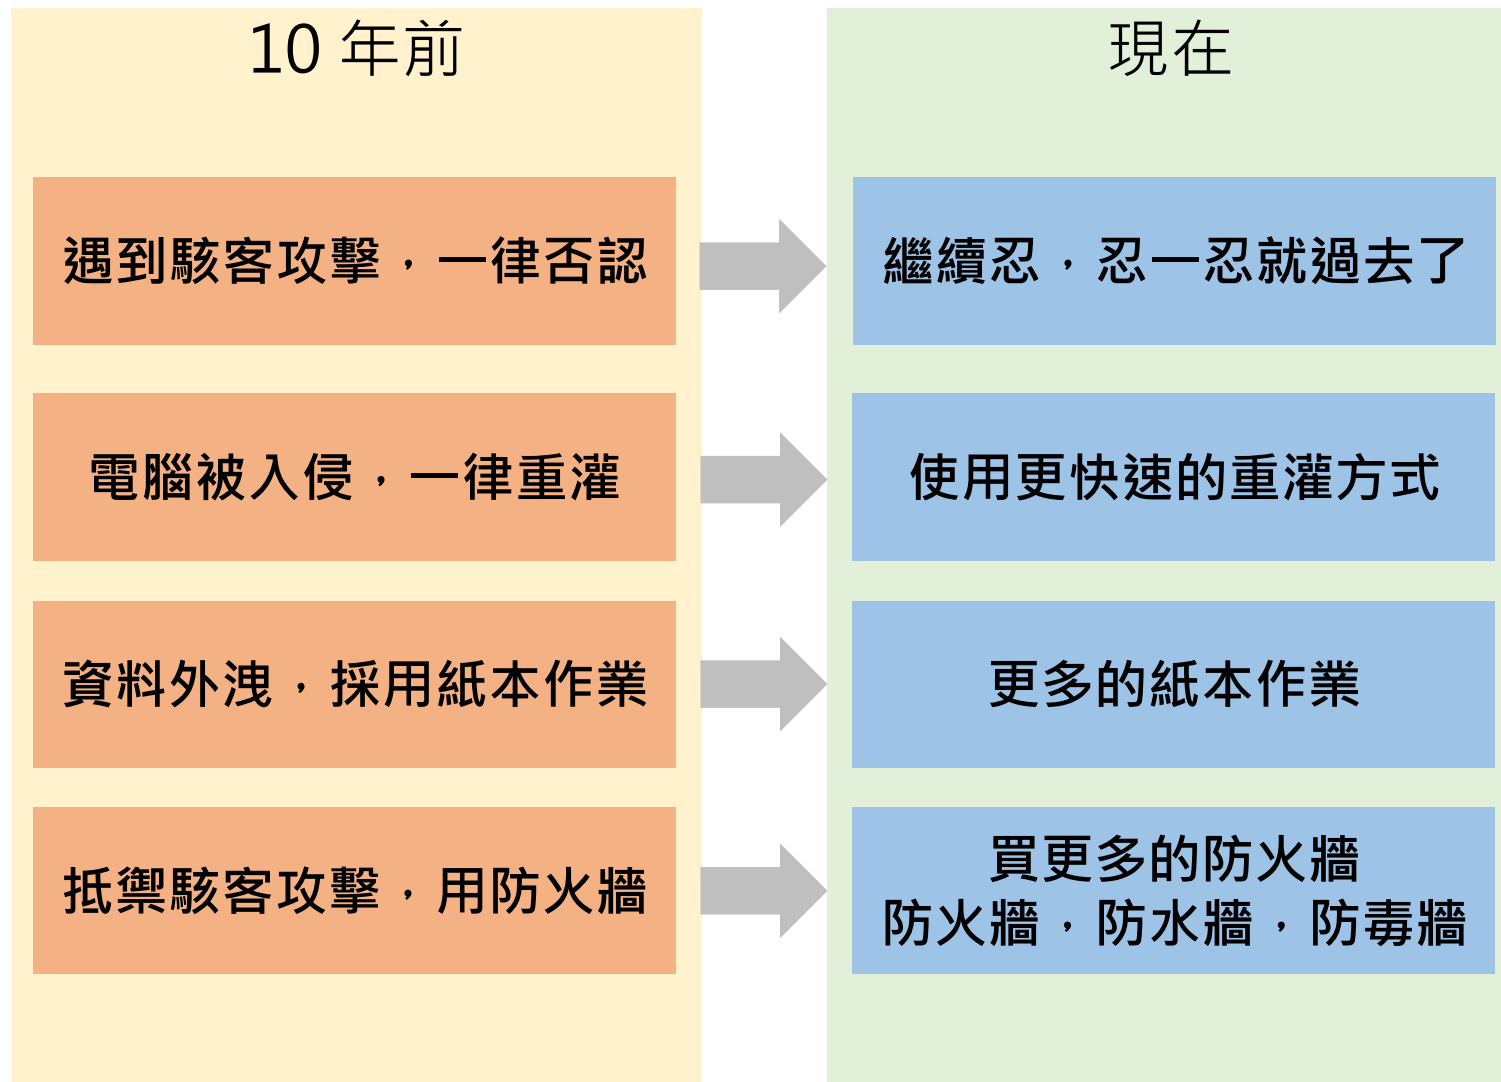 10 年前
現在
遇到駭客攻擊，一律否認
繼續忍，忍一忍就過去了
電腦被入侵，一律重灌
使用更快速的重灌方式
資料外洩，採用紙本作業
更多的紙本作業
抵禦駭客攻擊，用防火牆
買更多的防火牆
防火牆，防水牆，防毒牆